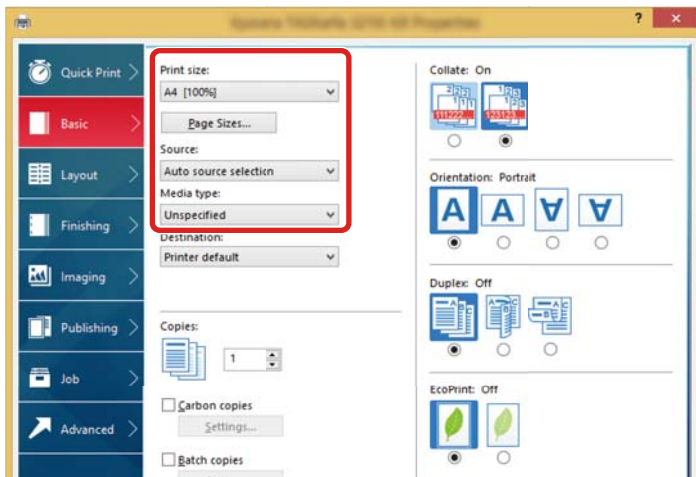 ?
Quick Print
Basic
Layout
Finishing
Imaging
Publishing
Job
Advanced
Print size:
A4 [100%]
Page Sizes...
Source:
Auto source selection
Media type:
Unspecified
Destination:
Printer default
Copies:
1
Carbon copies
Settings...
Batch copies
Collate: On
111222...
123123...
Orientation: Portrait
A A A A
Duplex: Off
EcoPrint: Off